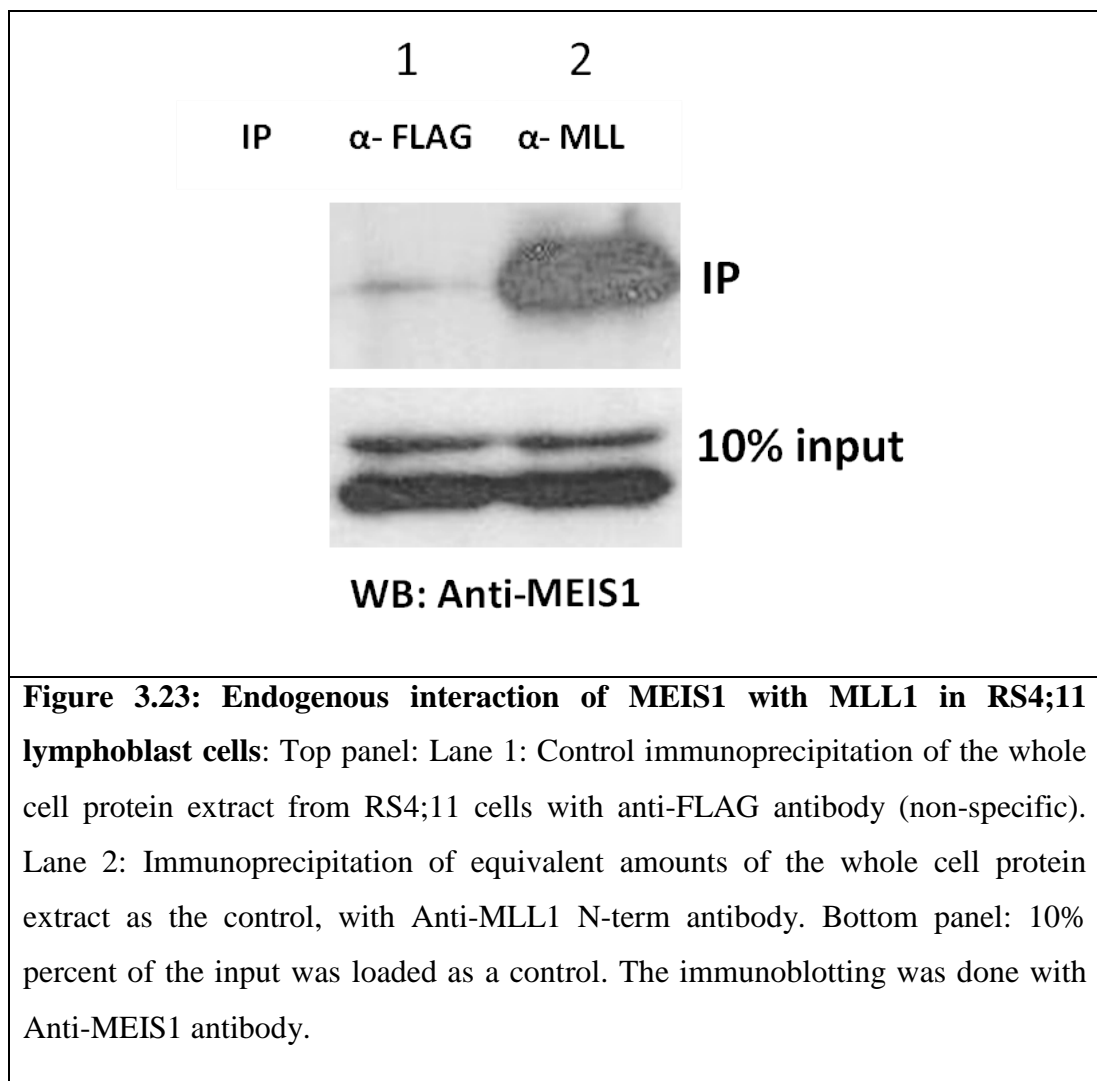 1 2
IP α- FLAG α- MLL
IP
10% input
WB: Anti-MEIS1
Figure 3.23: Endogenous interaction of MEIS1 with MLL1 in RS4;11
lymphoblast cells: Top panel: Lane 1: Control immunoprecipitation of the whole
cell protein extract from RS4;11 cells with anti-FLAG antibody (non-specific).
Lane 2: Immunoprecipitation of equivalent amounts of the whole cell protein
extract as the control, with Anti-MLL1 N-term antibody. Bottom panel: 10%
percent of the input was loaded as a control. The immunoblotting was done with
Anti-MEIS1 antibody.